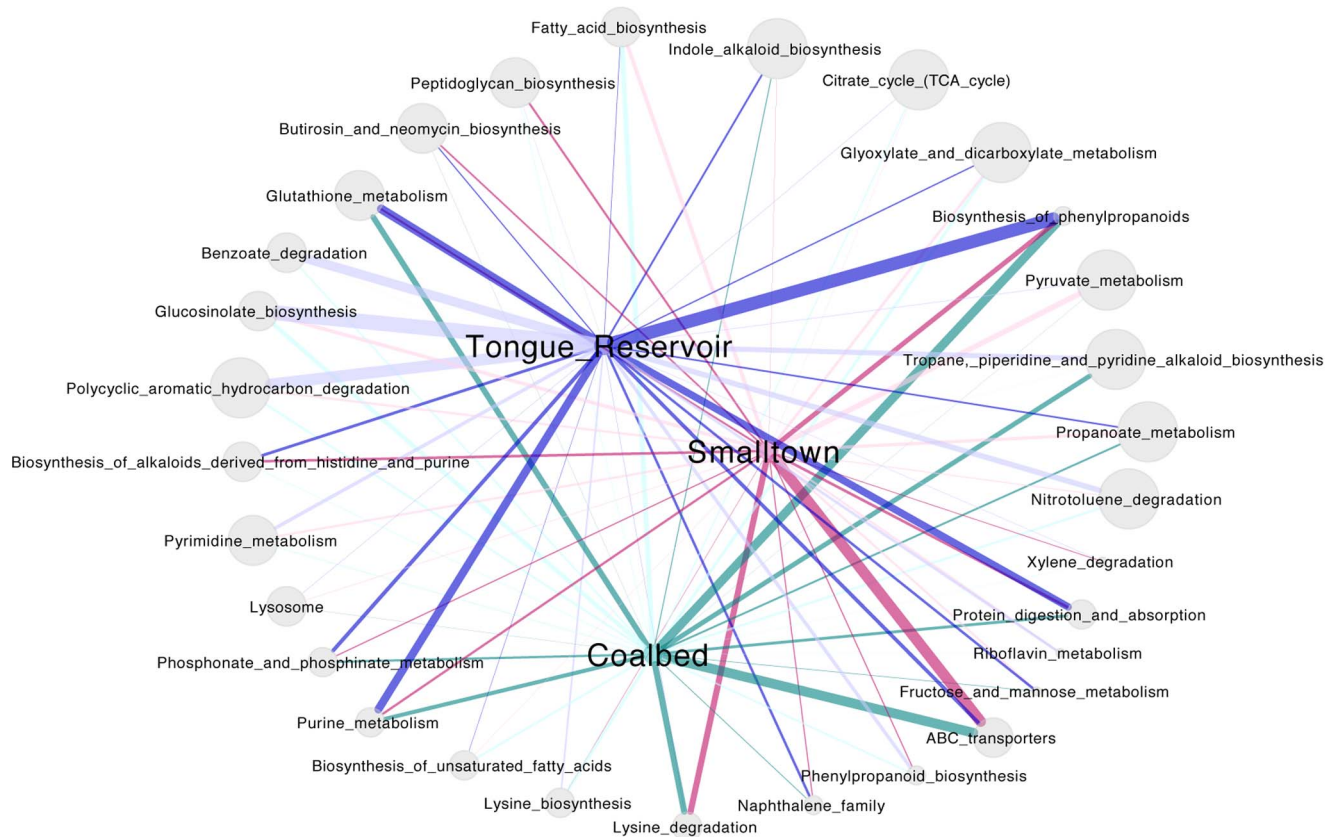 Fatty_acid_biosynthesis
Indole_alkaloid_biosynthesis
Peptidoglycan_biosynthesis
Citrate_cycle_(TCA_cycle)
Butirosin_and_neomycin_biosynthesis
Glyoxylate_and_dicarboxylate_metabolism
Glutathione_metabolism
Biosynthesis_of_phenylpropanoids
Benzoate_degradation
Pyruvate_metabolism
Glucosinolate_biosynthesis
Tongue_Reservoir
Tropane,_piperidine_and_pyridine_alkaloid_biosynthesis
Polycyclic_aromatic_hydrocarbon_degradation
Propanoate_metabolism
Smalltown
Biosynthesis_of_alkaloids_derived_from_histidine_and_purine
Nitrotoluene_degradation
Pyrimidine_metabolism
Xylene_degradation
Lysosome
Protein_digestion_and_absorption
Coalbed
Riboflavin_metabolism
Phosphonate_and_phosphinate_metabolism
Fructose_and_mannose_metabolism
Purine_metabolism
ABC_transporters
Biosynthesis_of_unsaturated_fatty_acids
Phenylpropanoid_biosynthesis
Lysine_biosynthesis
Naphthalene_family
Lysine_degradation